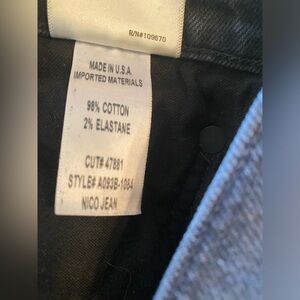 R/N#109670
MADE IN U.S.A.
IMPORTED MATERIALS
98% COTTON
2% ELASTANE
CUT# 47881
STYLE# A093B-1084
NICO JEAN